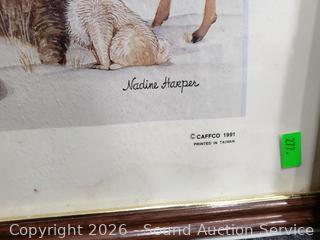 Nadine Harper
©CAFFCO 1991
PRINTED IN TAIWAN
277.
Copyright 2026 - Sound Auction Service